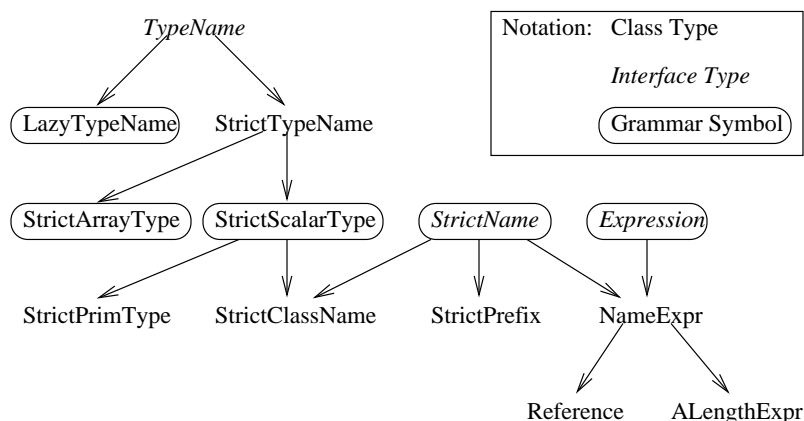 TypeName
Notation: Class Type
Interface Type
Grammar Symbol
LazyTypeName StrictTypeName
StrictArrayType StrictScalarType StrictName Expression
StrictPrimType StrictClassName StrictPrefix NameExpr
Reference ALengthExpr